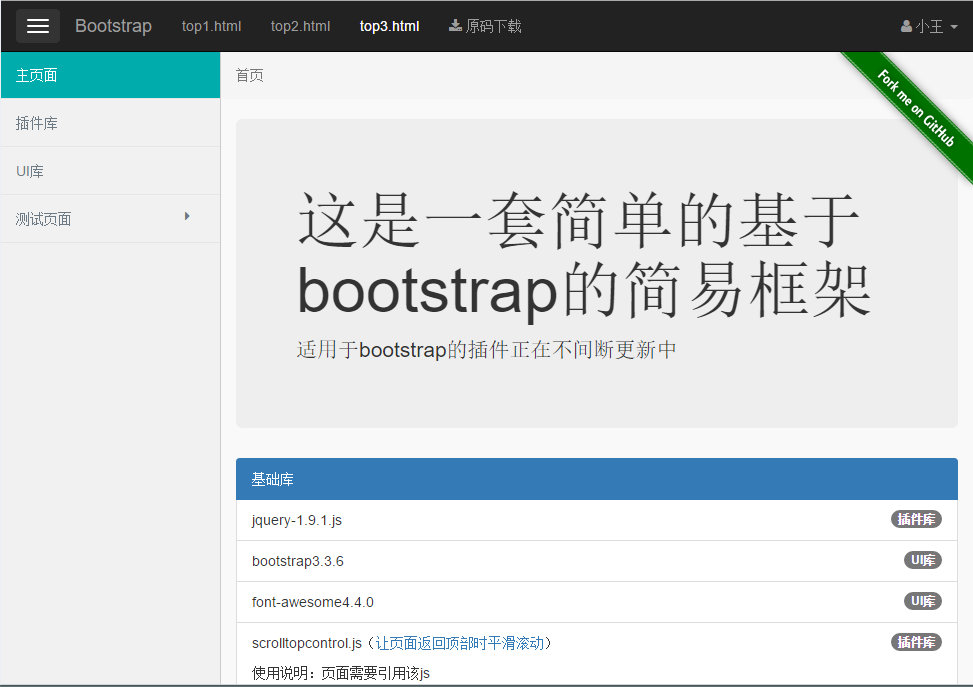 Bootstrap top1.html top2.html top3.html 原码下载 小王
主页面
插件库
UI库
测试页面
首页
Fork me on GitHub
这是一套简单的基于
bootstrap的简易框架
适用于bootstrap的插件正在不间断更新中
基础库
jquery-1.9.1.js 插件库
bootstrap3.3.6 UI库
font-awesome4.4.0 UI库
scrolltopcontrol.js（让页面返回顶部时平滑滚动） 插件库
使用说明：页面需要引用该js